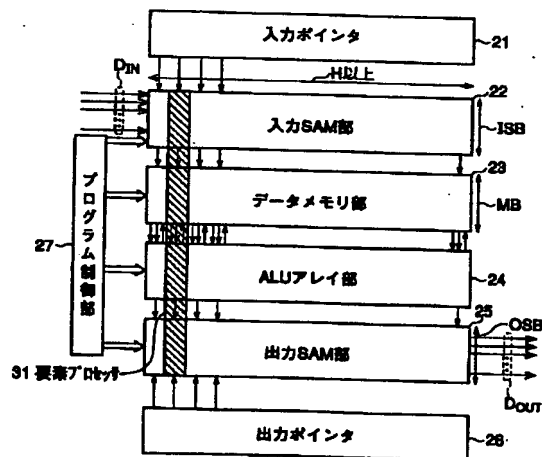 入力ポインタ
21
DIN
H以上
22
入力SAM部
ISB
23
データメモリ部
MB
プログラム制御部
27
ALUアレイ部
24
25
OSB
出力SAM部
31 要素プロセッサ
DOUT
出力ポインタ
26